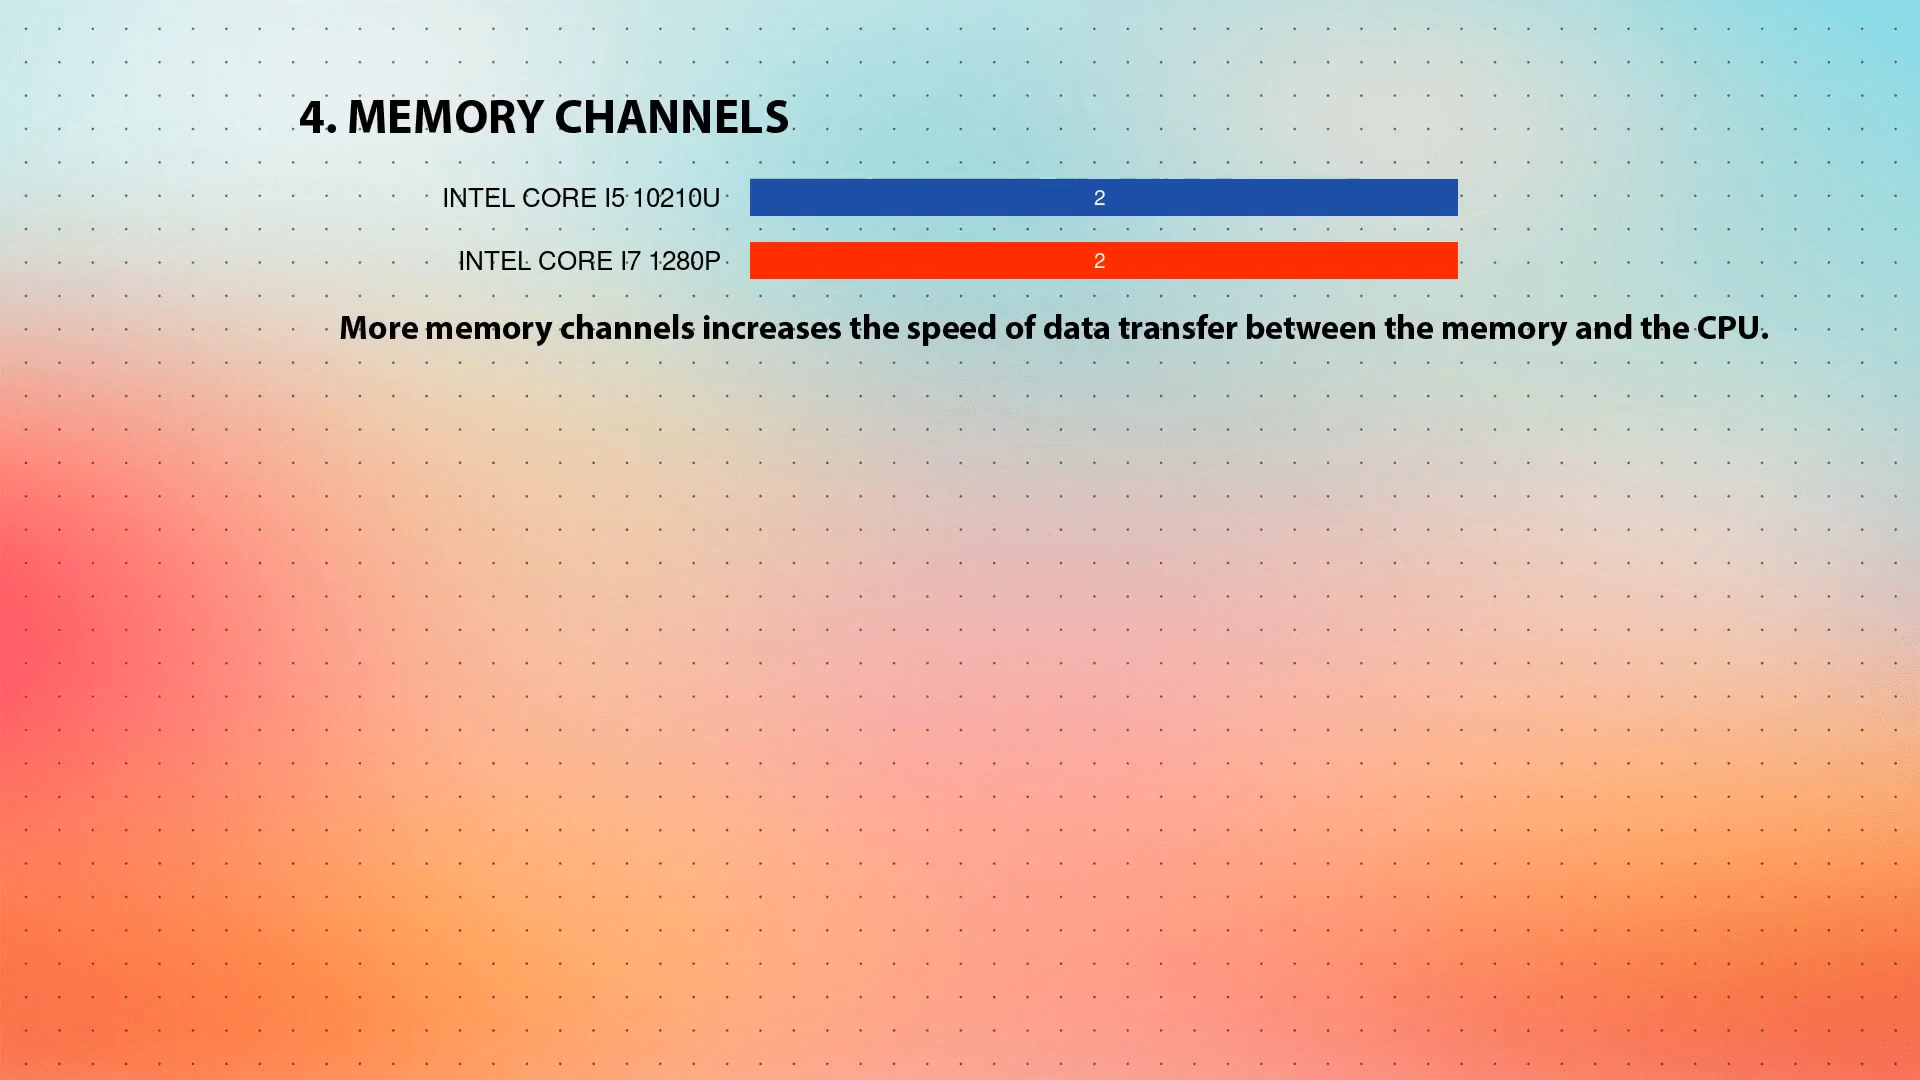 4. MEMORY CHANNELS
INTEL CORE I5 10210U 2
INTEL CORE I7 1280P 2
More memory channels increases the speed of data transfer between the memory and the CPU.